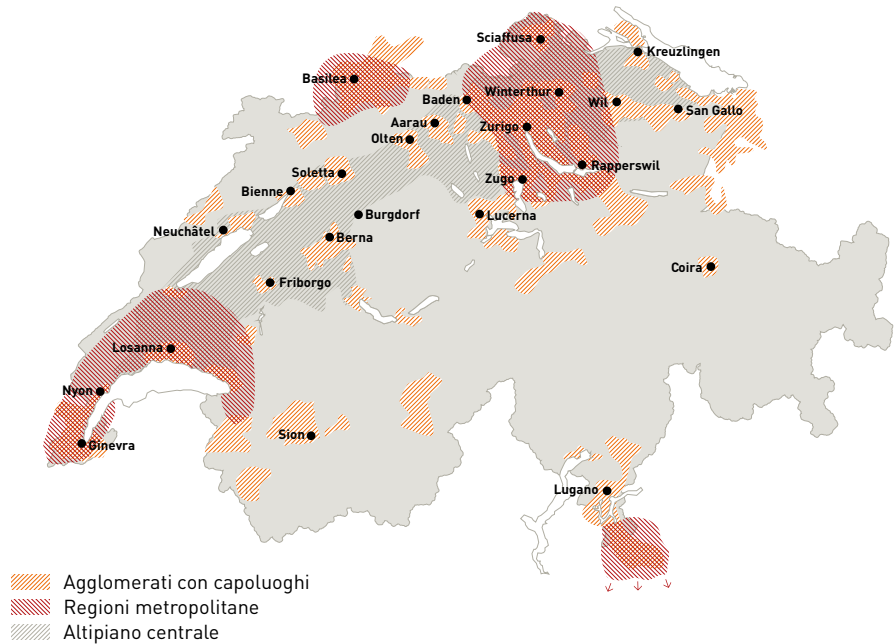 Sciaffusa
Kreuzlingen
Basilea
Winterthur
Baden
Wil
San Gallo
Aarau
Zurigo
Olten
Rapperswil
Soletta
Zugo
Bienne
Burgdorf
Lucerna
Neuchâtel
Berna
Coira
Friborgo
Losanna
Nyon
Sion
Ginevra
Lugano
Agglomerati con capoluoghi
Regioni metropolitane
Altipiano centrale